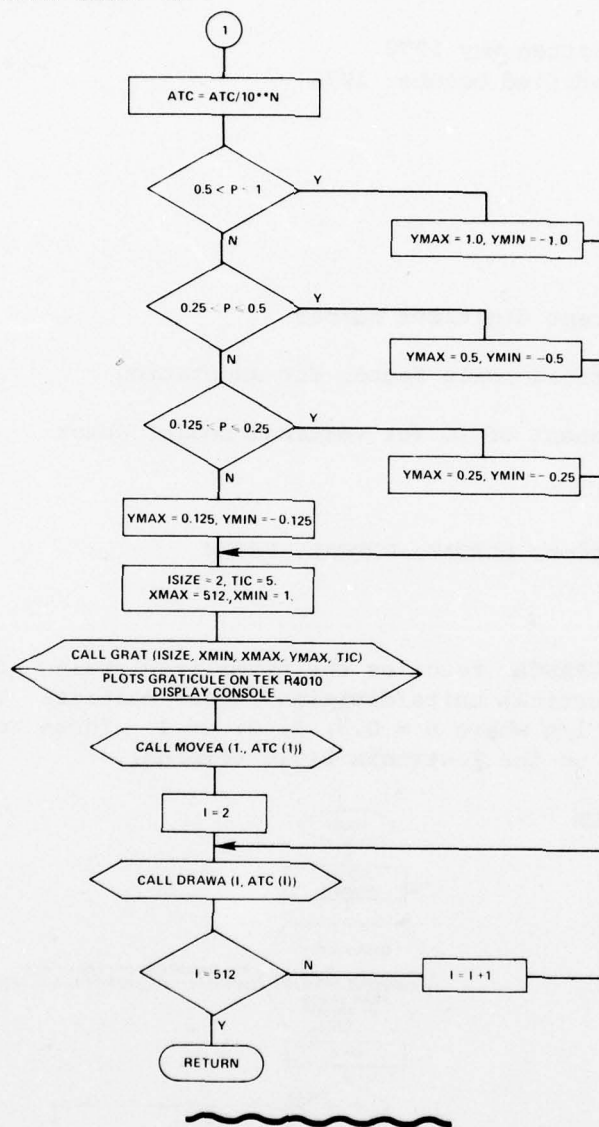 1
ATC = ATC/10**N
0.5 < P - 1
Y
YMAX = 1.0, YMIN = -1.0
N
0.25 < P ≤ 0.5
Y
YMAX = 0.5, YMIN = -0.5
N
0.125 < P ≤ 0.25
Y
YMAX = 0.25, YMIN = -0.25
N
YMAX = 0.125, YMIN = -0.125
ISIZE = 2, TIC = 5.
XMAX = 512., XMIN = 1.
CALL GRAT (ISIZE, XMIN, XMAX, YMAX, TIC)
PLOTS GRATICULE ON TEK R4010
DISPLAY CONSOLE
CALL MOVEA (1., ATC (1))
I = 2
CALL DRAWA (I, ATC (I))
I = 512
N
I = I +1
Y
RETURN